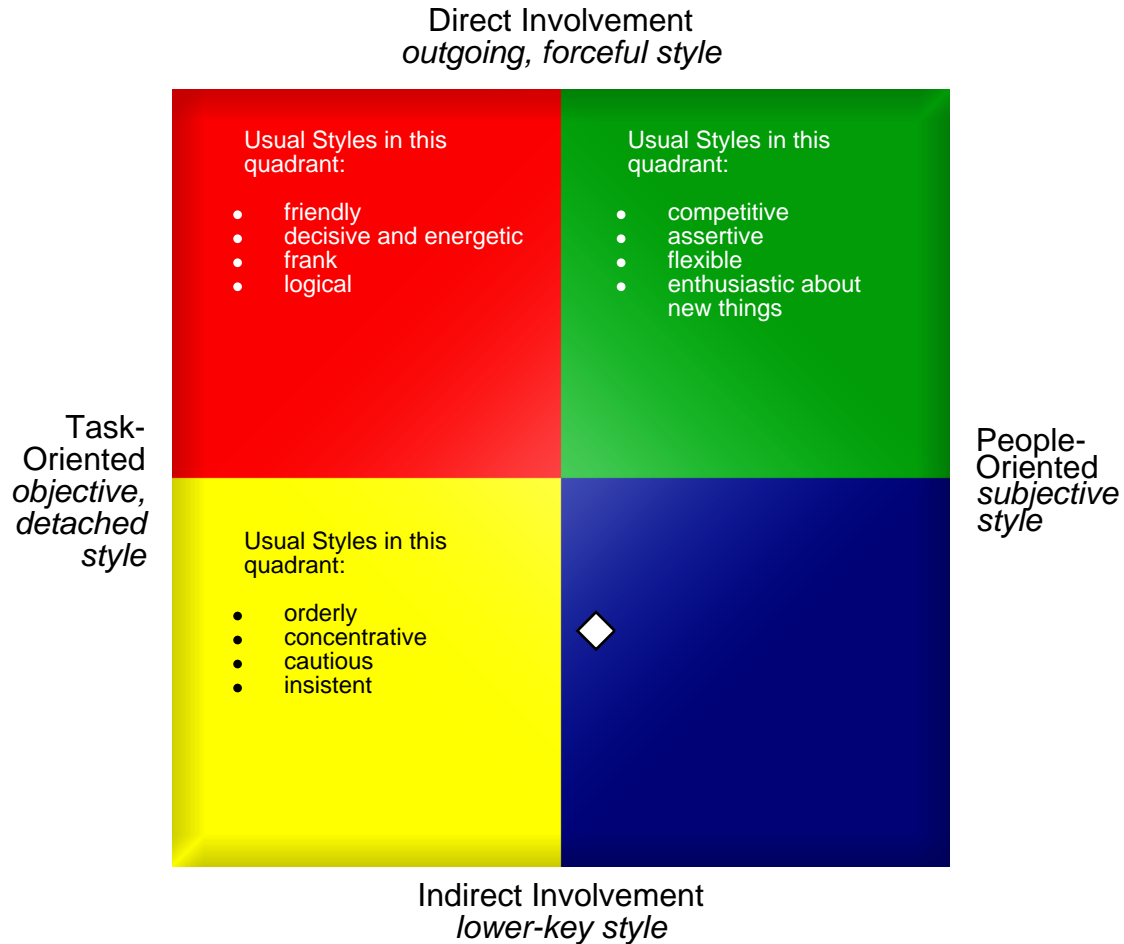 Direct Involvement
outgoing, forceful style
Usual Styles in this
quadrant:
• friendly
• decisive and energetic
• frank
• logical
Usual Styles in this
quadrant:
• competitive
• assertive
• flexible
• enthusiastic about
new things
Task-
Oriented
objective,
detached
style
People-
Oriented
subjective
style
Usual Styles in this
quadrant:
• orderly
• concentrative
• cautious
• insistent
Indirect Involvement
lower-key style